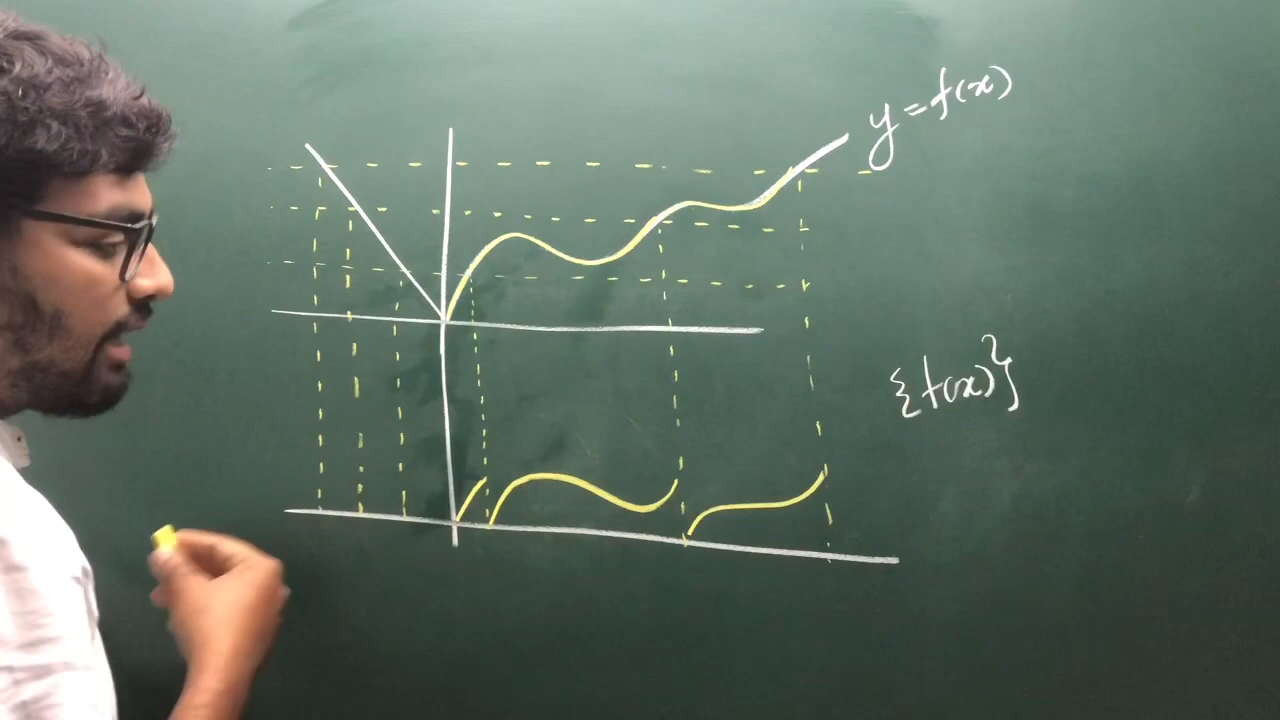 y = f(x)
{f(x)}